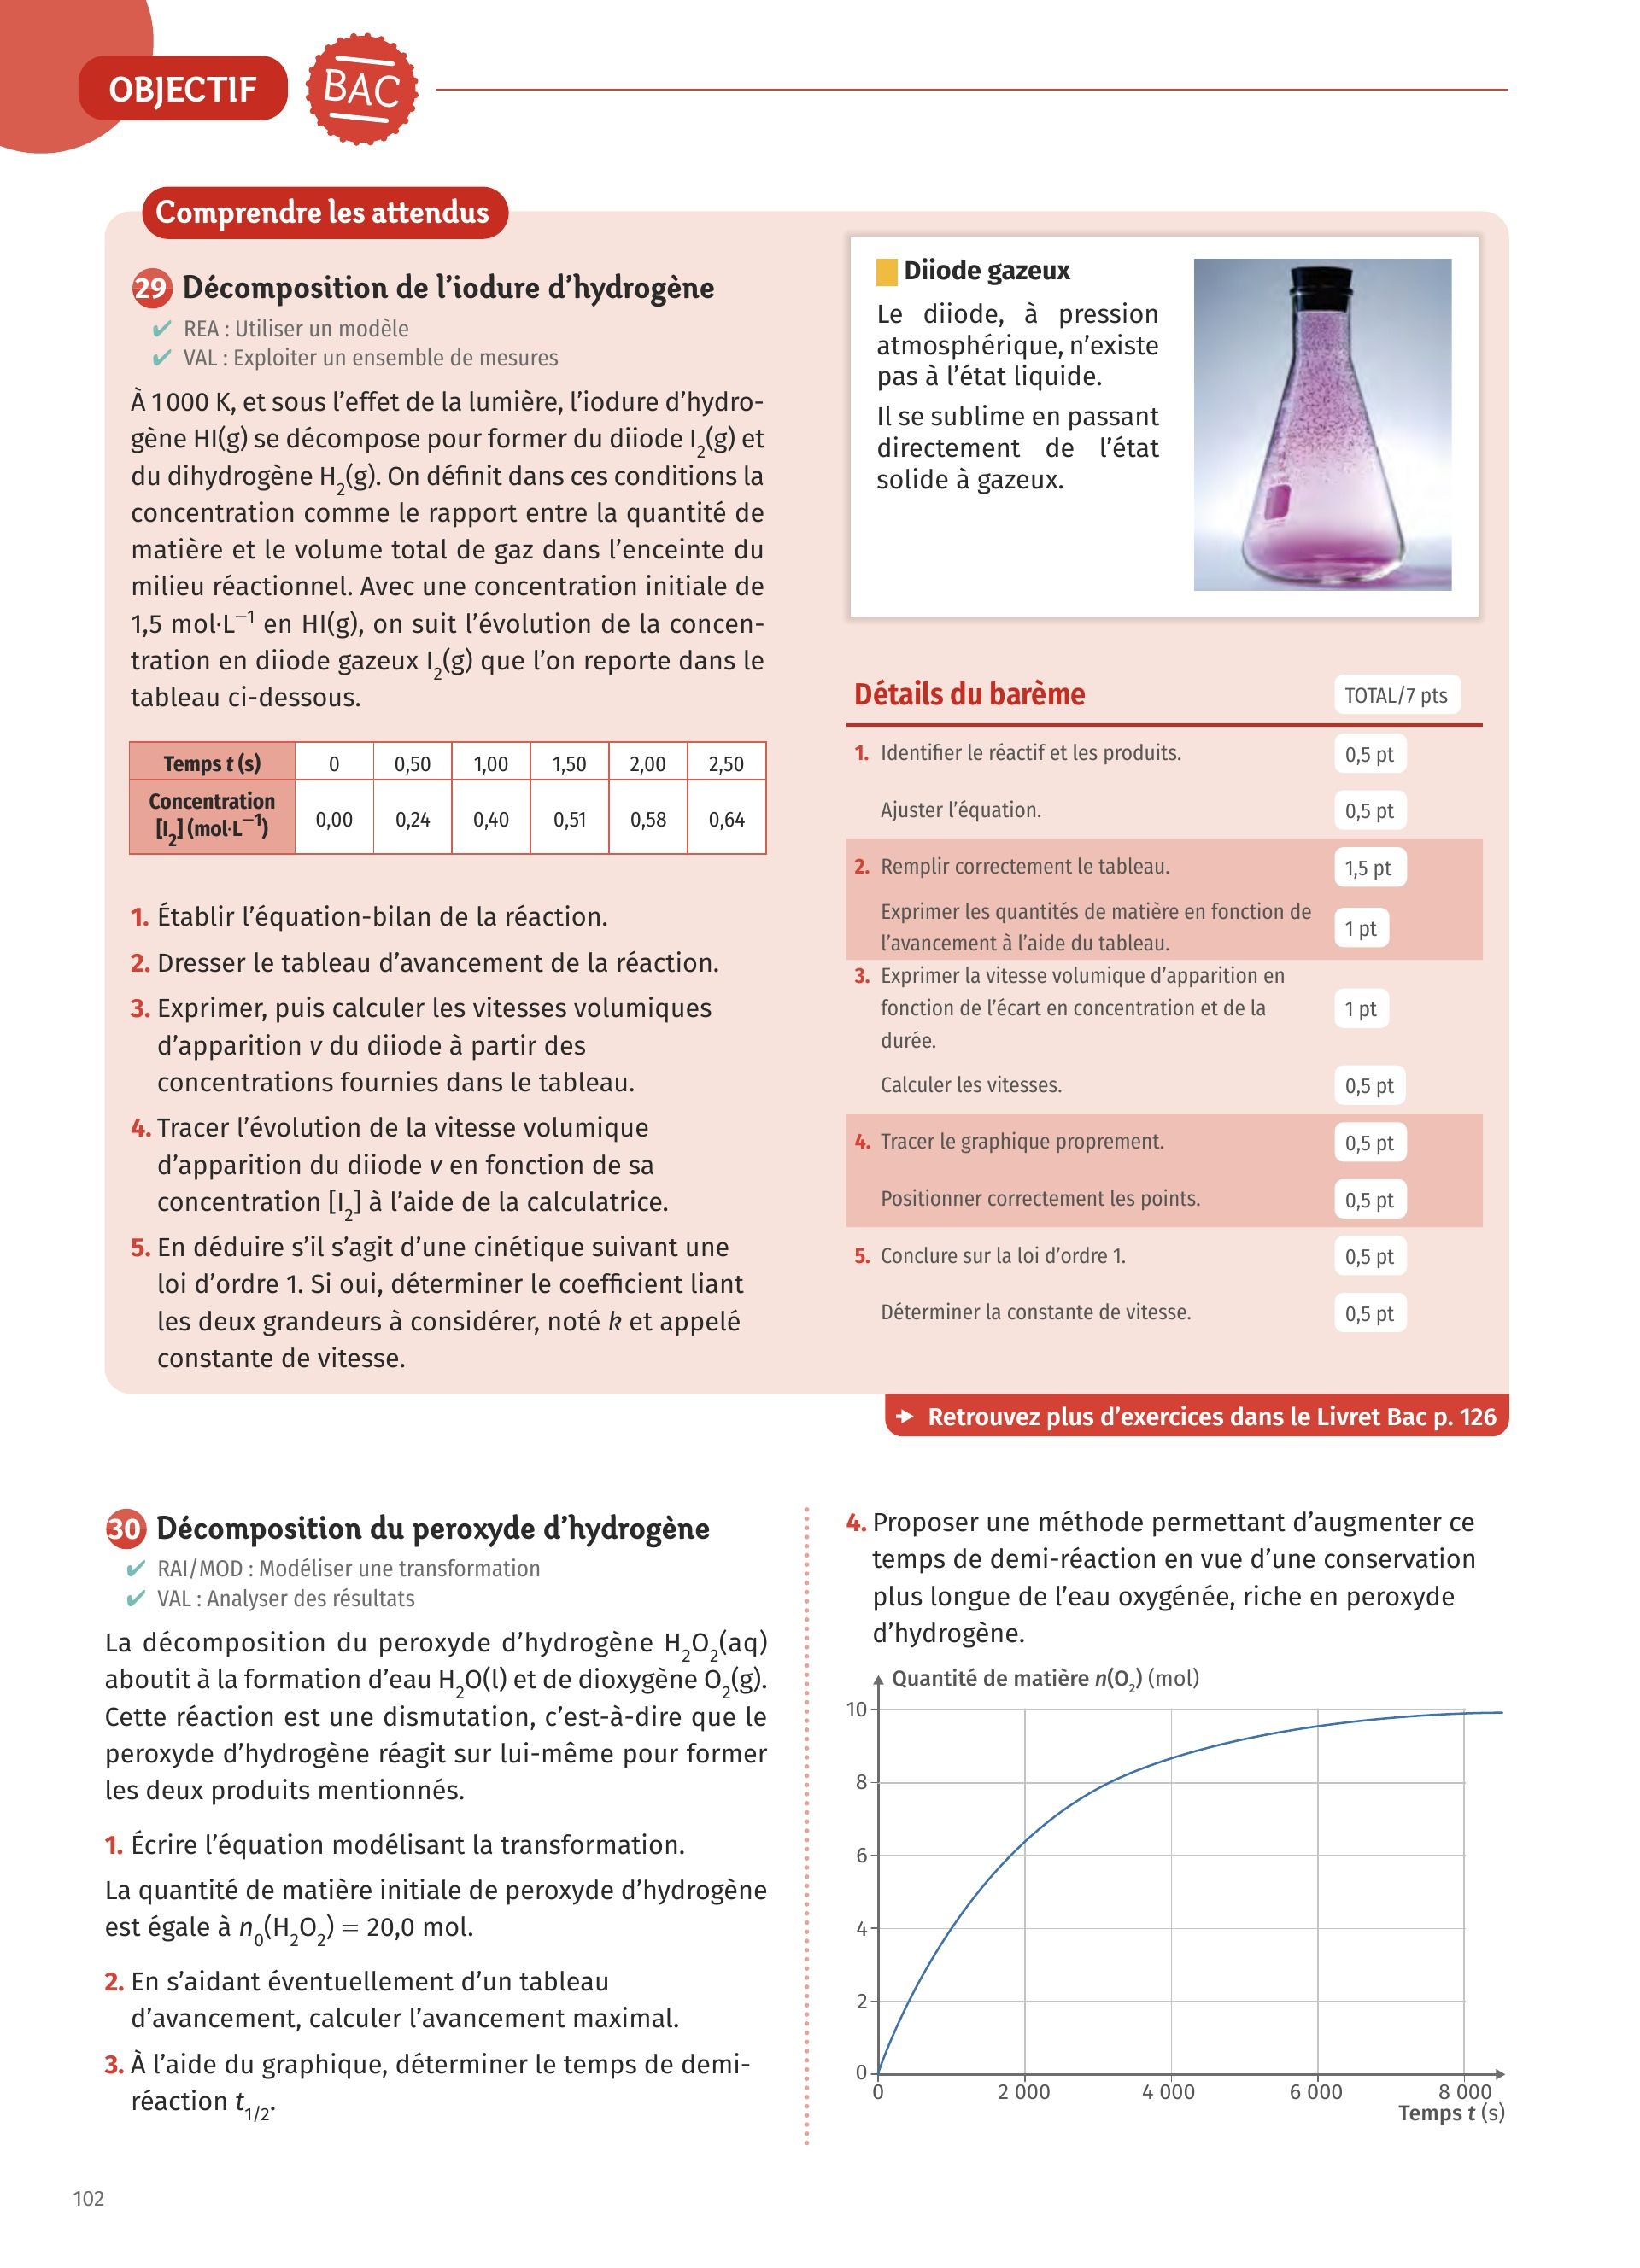 OBJECTIF
BAC
Comprendre les attendus
29 Décomposition de l’iodure d’hydrogène
✔ REA : Utiliser un modèle
✔ VAL : Exploiter un ensemble de mesures
À 1 000 K, et sous l’effet de la lumière, l’iodure d’hydro-
gène HI(g) se décompose pour former du diiode I₂(g) et
du dihydrogène H₂(g). On définit dans ces conditions la
concentration comme le rapport entre la quantité de
matière et le volume total de gaz dans l’enceinte du
milieu réactionnel. Avec une concentration initiale de
1,5 mol·L⁻¹ en HI(g), on suit l’évolution de la concen-
tration en diiode gazeux I₂(g) que l’on reporte dans le
tableau ci-dessous.
Temps t (s) 0 0,50 1,00 1,50 2,00 2,50
Concentration
[I₂] (mol·L⁻¹) 0,00 0,24 0,40 0,51 0,58 0,64
1. Établir l’équation-bilan de la réaction.
2. Dresser le tableau d’avancement de la réaction.
3. Exprimer, puis calculer les vitesses volumiques
d’apparition v du diiode à partir des
concentrations fournies dans le tableau.
4. Tracer l’évolution de la vitesse volumique
d’apparition du diiode v en fonction de sa
concentration [I₂] à l’aide de la calculatrice.
5. En déduire s’il s’agit d’une cinétique suivant une
loi d’ordre 1. Si oui, déterminer le coefficient liant
les deux grandeurs à considérer, noté k et appelé
constante de vitesse.
Diiode gazeux
Le diiode, à pression
atmosphérique, n’existe
pas à l’état liquide.
Il se sublime en passant
directement de l’état
solide à gazeux.
Détails du barème TOTAL/7 pts
1. Identifier le réactif et les produits. 0,5 pt
Ajuster l’équation. 0,5 pt
2. Remplir correctement le tableau. 1,5 pt
Exprimer les quantités de matière en fonction de
l’avancement à l’aide du tableau. 1 pt
3. Exprimer la vitesse volumique d’apparition en
fonction de l’écart en concentration et de la
durée. 1 pt
Calculer les vitesses. 0,5 pt
4. Tracer le graphique proprement. 0,5 pt
Positionner correctement les points. 0,5 pt
5. Conclure sur la loi d’ordre 1. 0,5 pt
Déterminer la constante de vitesse. 0,5 pt
Retrouvez plus d’exercices dans le Livret Bac p. 126
30 Décomposition du peroxyde d’hydrogène
✔ RAI/MOD : Modéliser une transformation
✔ VAL : Analyser des résultats
La décomposition du peroxyde d’hydrogène H₂O₂(aq)
aboutit à la formation d’eau H₂O(l) et de dioxygène O₂(g).
Cette réaction est une dismutation, c’est-à-dire que le
peroxyde d’hydrogène réagit sur lui-même pour former
les deux produits mentionnés.
1. Écrire l’équation modélisant la transformation.
La quantité de matière initiale de peroxyde d’hydrogène
est égale à n₀(H₂O₂) = 20,0 mol.
2. En s’aidant éventuellement d’un tableau
d’avancement, calculer l’avancement maximal.
3. À l’aide du graphique, déterminer le temps de demi-
réaction t₁/₂.
4. Proposer une méthode permettant d’augmenter ce
temps de demi-réaction en vue d’une conservation
plus longue de l’eau oxygénée, riche en peroxyde
d’hydrogène.
Quantité de matière n(O₂) (mol)
10
8
6
4
2
0
0 2 000 4 000 6 000 8 000
Temps t (s)
102